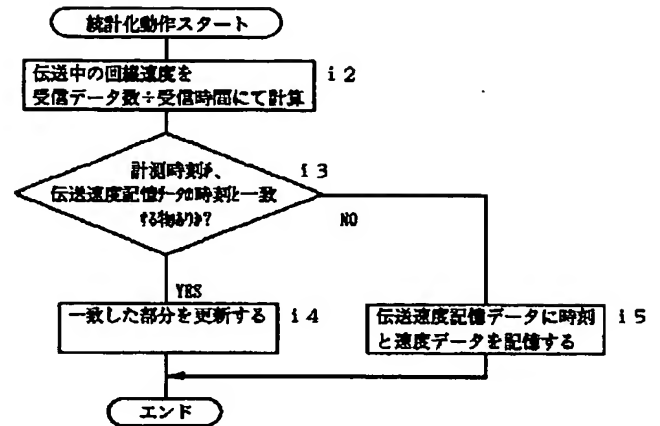 統計化動作スタート
伝送中の回線速度を
受信データ数÷受信時間にて計算
i2
計測時刻が、
伝送速度記憶データの時刻と一致
する物ありか?
i3
NO
YES
一致した部分を更新する
i4
伝送速度記憶データに時刻
と速度データを記憶する
i5
エンド